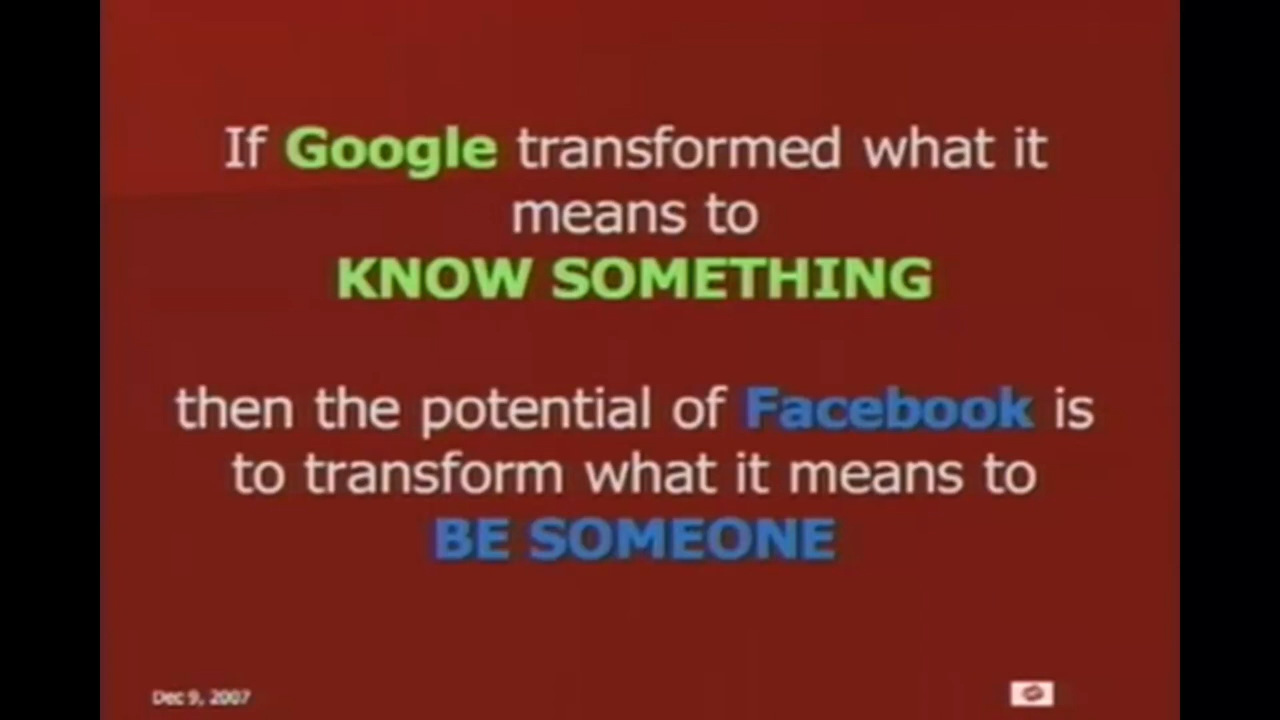 If Google transformed what it
means to
KNOW SOMETHING
then the potential of Facebook is
to transform what it means to
BE SOMEONE
Dec 9, 2007